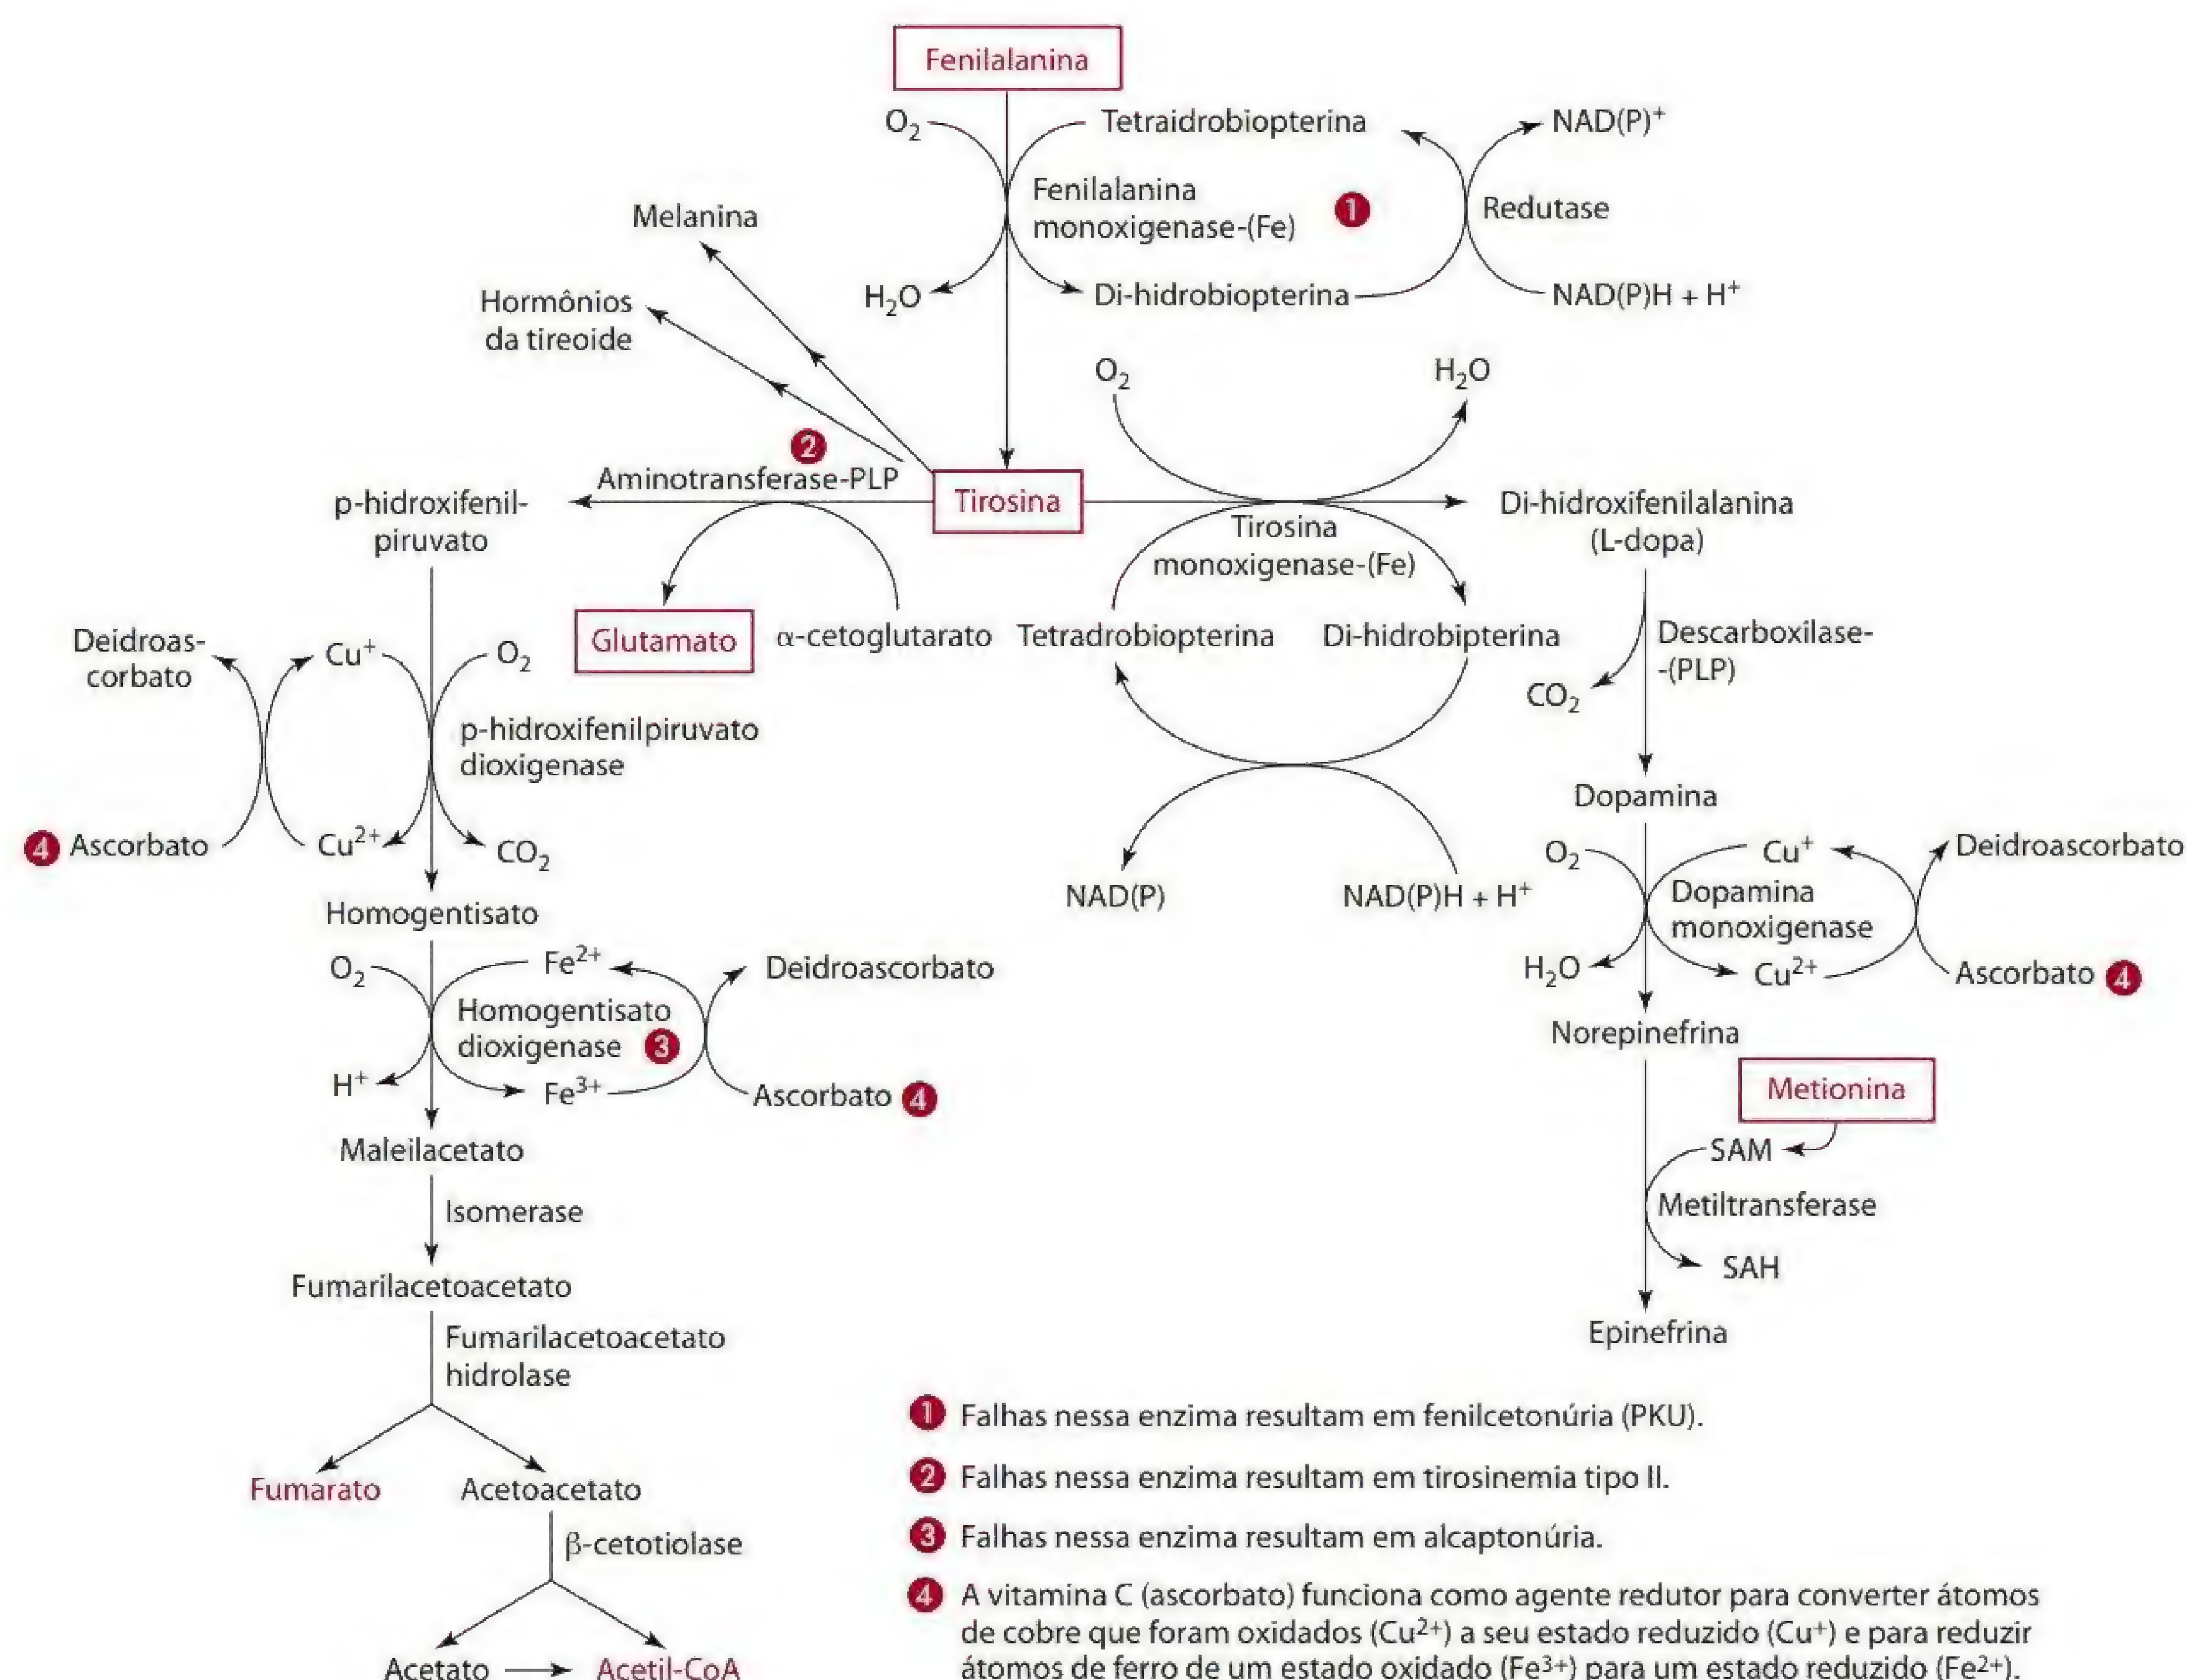 Fenilalanina
O₂
Tetraidrobiopterina
NAD(P)⁺
Fenilalanina
monoxigenase-(Fe)
1
Redutase
Melanina
H₂O
Di-hidrobiopterina
NAD(P)H + H⁺
Hormônios
da tireoide
O₂
H₂O
2
Aminotransferase-PLP
Tirosina
p-hidroxifenil-
piruvato
Di-hidroxifenilalanina
(L-dopa)
Tirosina
monoxigenase-(Fe)
Glutamato
α-cetoglutarato
Tetradrobiopterina
Di-hidrobipterina
Descarboxilase-
-(PLP)
CO₂
Deidroas-
corbato
Cu⁺
O₂
p-hidroxifenilpiruvato
dioxigenase
4 Ascorbato
Cu²⁺
CO₂
Dopamina
NAD(P)
NAD(P)H + H⁺
O₂
Cu⁺
Deidroascorbato
Dopamina
monoxigenase
H₂O
Cu²⁺
Ascorbato 4
Homogentisato
O₂
Fe²⁺
Deidroascorbato
Homogentisato
dioxigenase 3
H⁺
Fe³⁺
Ascorbato 4
Norepinefrina
Metionina
SAM
Metiltransferase
SAH
Epinefrina
Maleilacetato
Isomerase
Fumarilacetoacetato
Fumarilacetoacetato
hidrolase
Fumarato
Acetoacetato
β-cetotiolase
Acetato
Acetil-CoA
1 Falhas nessa enzima resultam em fenilcetonúria (PKU).
2 Falhas nessa enzima resultam em tirosinemia tipo II.
3 Falhas nessa enzima resultam em alcaptonúria.
4 A vitamina C (ascorbato) funciona como agente redutor para converter átomos
de cobre que foram oxidados (Cu²⁺) a seu estado reduzido (Cu⁺) e para reduzir
átomos de ferro de um estado oxidado (Fe³⁺) para um estado reduzido (Fe²⁺).